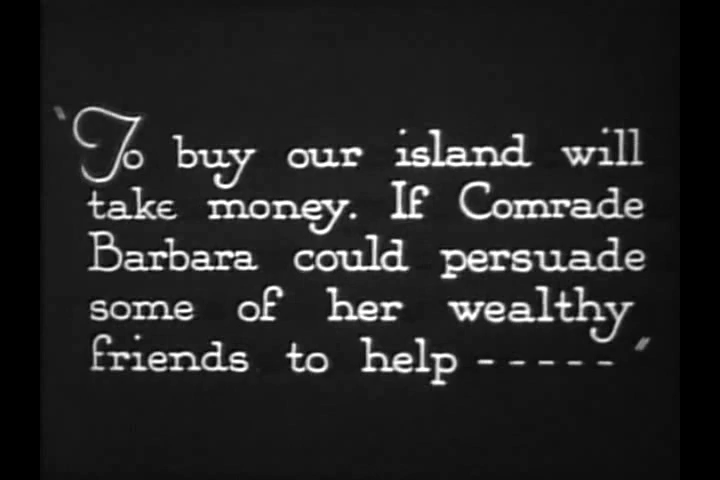 "To buy our island will
take money. If Comrade
Barbara could persuade
some of her wealthy
friends to help -----"